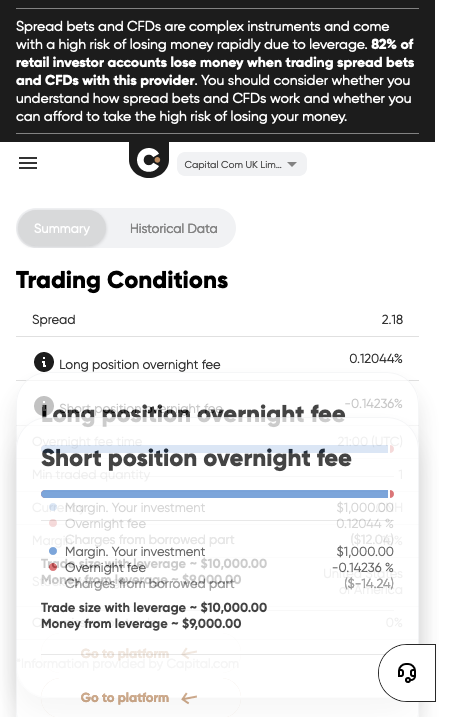 Spread bets and CFDs are complex instruments and come
with a high risk of losing money rapidly due to leverage. 82% of
retail investor accounts lose money when trading spread bets
and CFDs with this provider. You should consider whether you
understand how spread bets and CFDs work and whether you
can afford to take the high risk of losing your money.
Capital Com UK Lim...
Summary Historical Data
Trading Conditions
Spread 2.18
Long position overnight fee 0.12044%
Short position overnight fee -0.14236%
Long position overnight fee
Overnight fee time 21:00 (UTC)
Short position overnight fee
Min traded quantity 1
Margin. Your investment $1,000.00
Overnight fee 0.12044 %
Charges from borrowed part ($12.04)
Margin. Your investment $1,000.00
Trade size with leverage ~ $10,000.00
Overnight fee -0.14236 %
Money from leverage ~ $9,000.00
Charges from borrowed part ($-14.24)
of America
Trade size with leverage ~ $10,000.00
Money from leverage ~ $9,000.00
0%
Go to platform
*Information provided by Capital.com
Go to platform